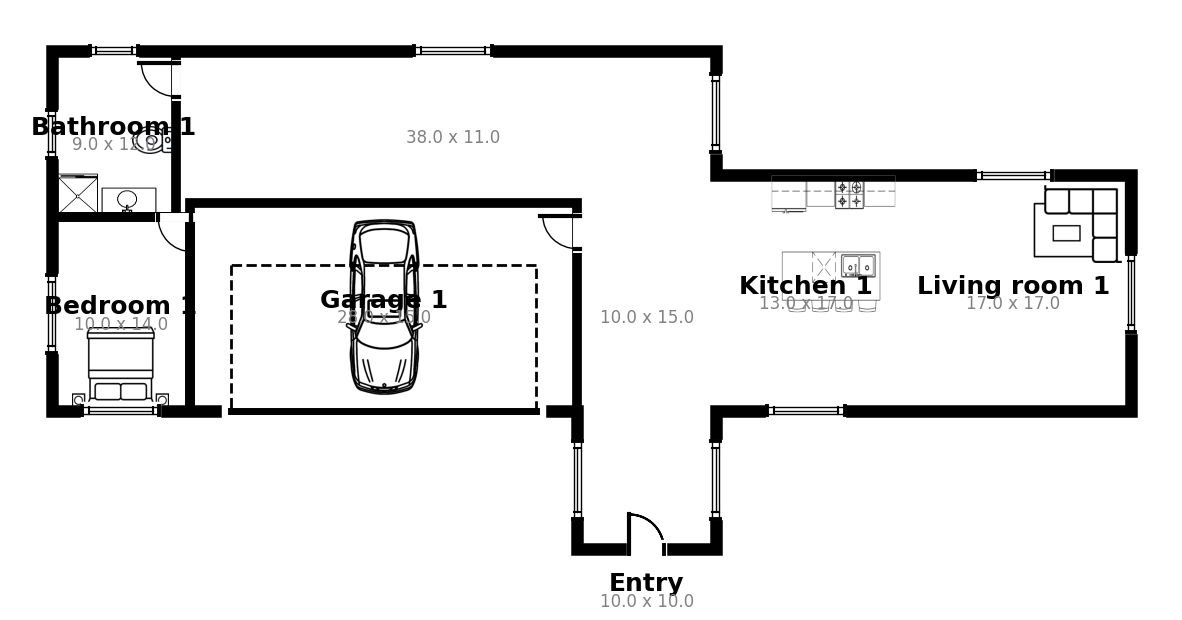 Bathroom 1
9.0 x 12.0
38.0 x 11.0
Bedroom 1
10.0 x 14.0
Garage 1
28.0 x 15.0
10.0 x 15.0
Kitchen 1
13.0 x 17.0
Living room 1
17.0 x 17.0
Entry
10.0 x 10.0